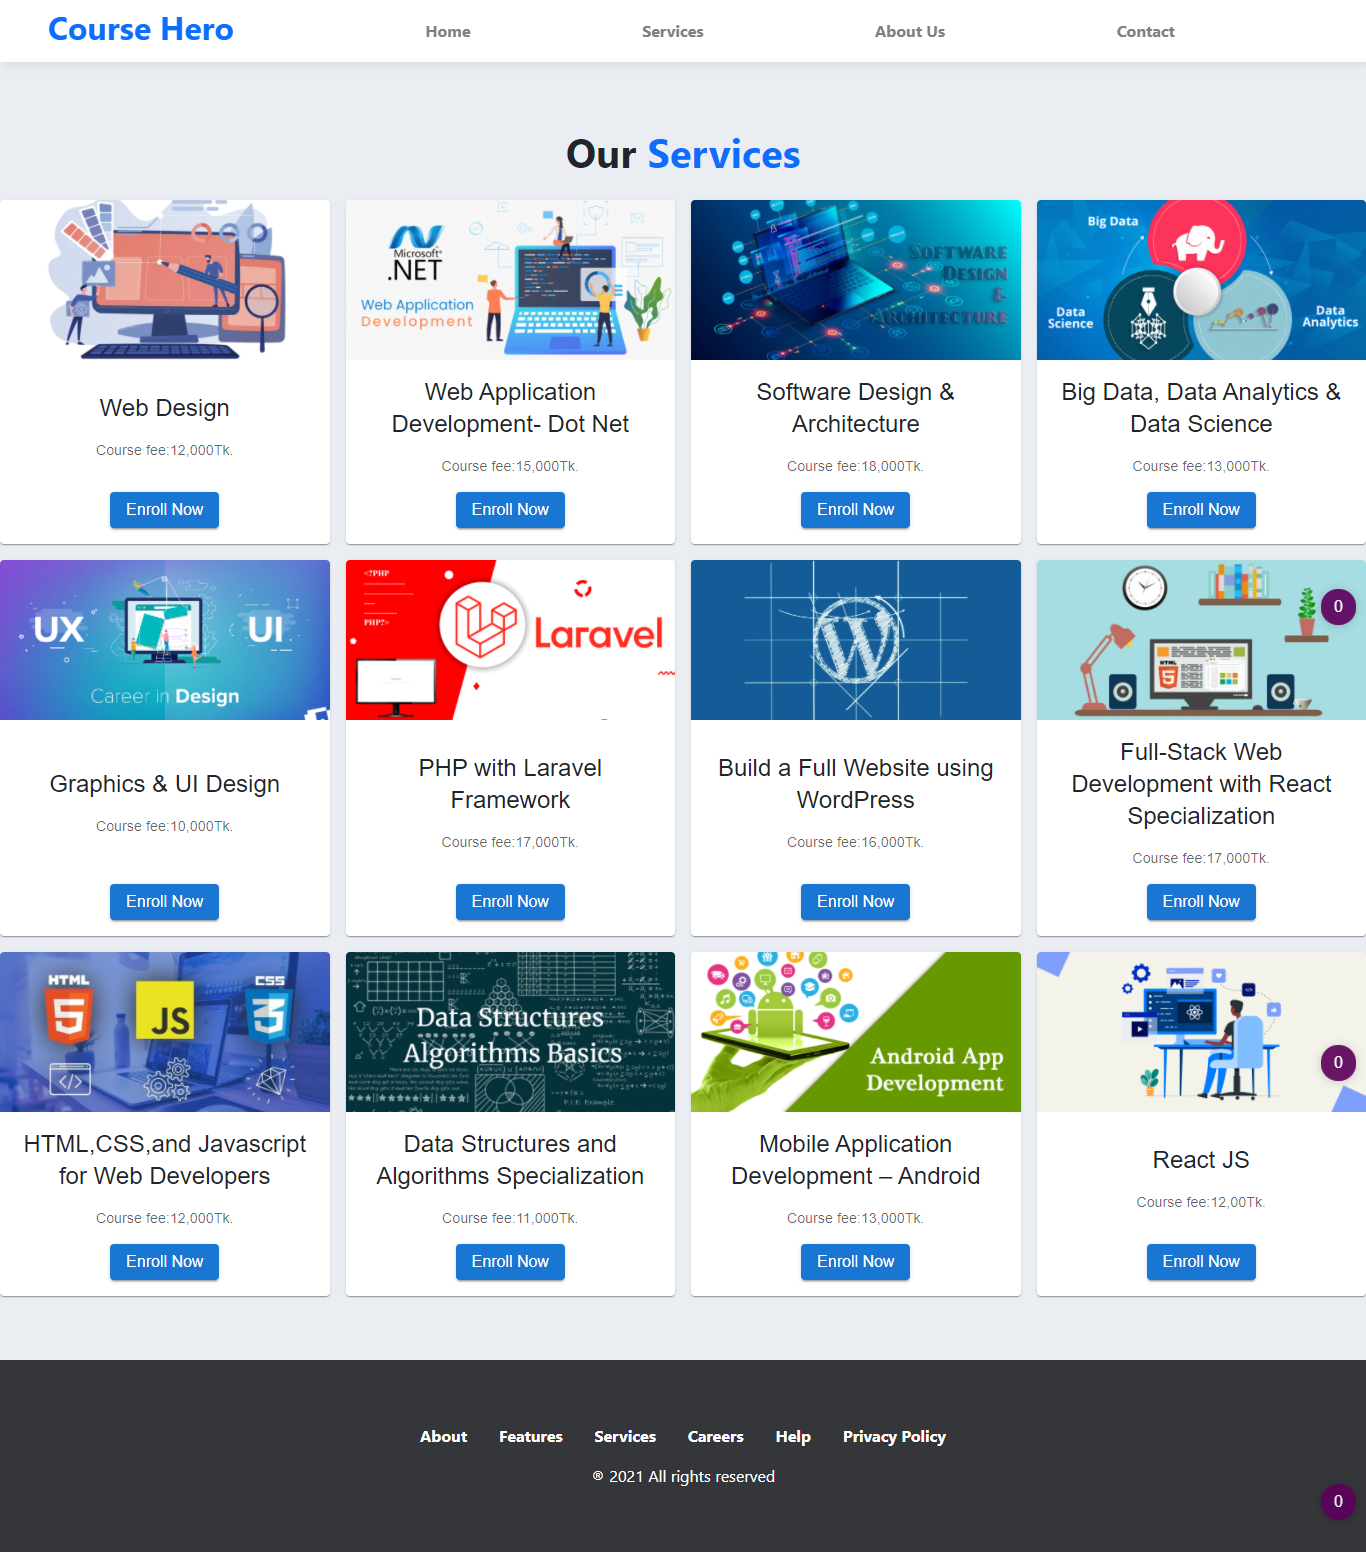 Course Hero
Home
Services
About Us
Contact
Our Services
Microsoft
.NET
Web Application
Development
SOFTWARE
DESIGN
&
ARCHITECTURE
Big Data
Data
Science
Data
Analytics
Web Design
Course fee:12,000Tk.
Enroll Now
Web Application
Development- Dot Net
Course fee:15,000Tk.
Enroll Now
Software Design &
Architecture
Course fee:18,000Tk.
Enroll Now
Big Data, Data Analytics &
Data Science
Course fee:13,000Tk.
Enroll Now
UX
UI
Career in Design
<?PHP
PHP?>
Laravel
W
HTML
5
0
Graphics & UI Design
Course fee:10,000Tk.
Enroll Now
PHP with Laravel
Framework
Course fee:17,000Tk.
Enroll Now
Build a Full Website using
WordPress
Course fee:16,000Tk.
Enroll Now
Full-Stack Web
Development with React
Specialization
Course fee:17,000Tk.
Enroll Now
HTML
5
JS
CSS
3
Data Structures
Algorithms Basics
P.I.E. Example
Android App
Development
0
HTML,CSS,and Javascript
for Web Developers
Course fee:12,000Tk.
Enroll Now
Data Structures and
Algorithms Specialization
Course fee:11,000Tk.
Enroll Now
Mobile Application
Development – Android
Course fee:13,000Tk.
Enroll Now
React JS
Course fee:12,00Tk.
Enroll Now
About
Features
Services
Careers
Help
Privacy Policy
® 2021 All rights reserved
0